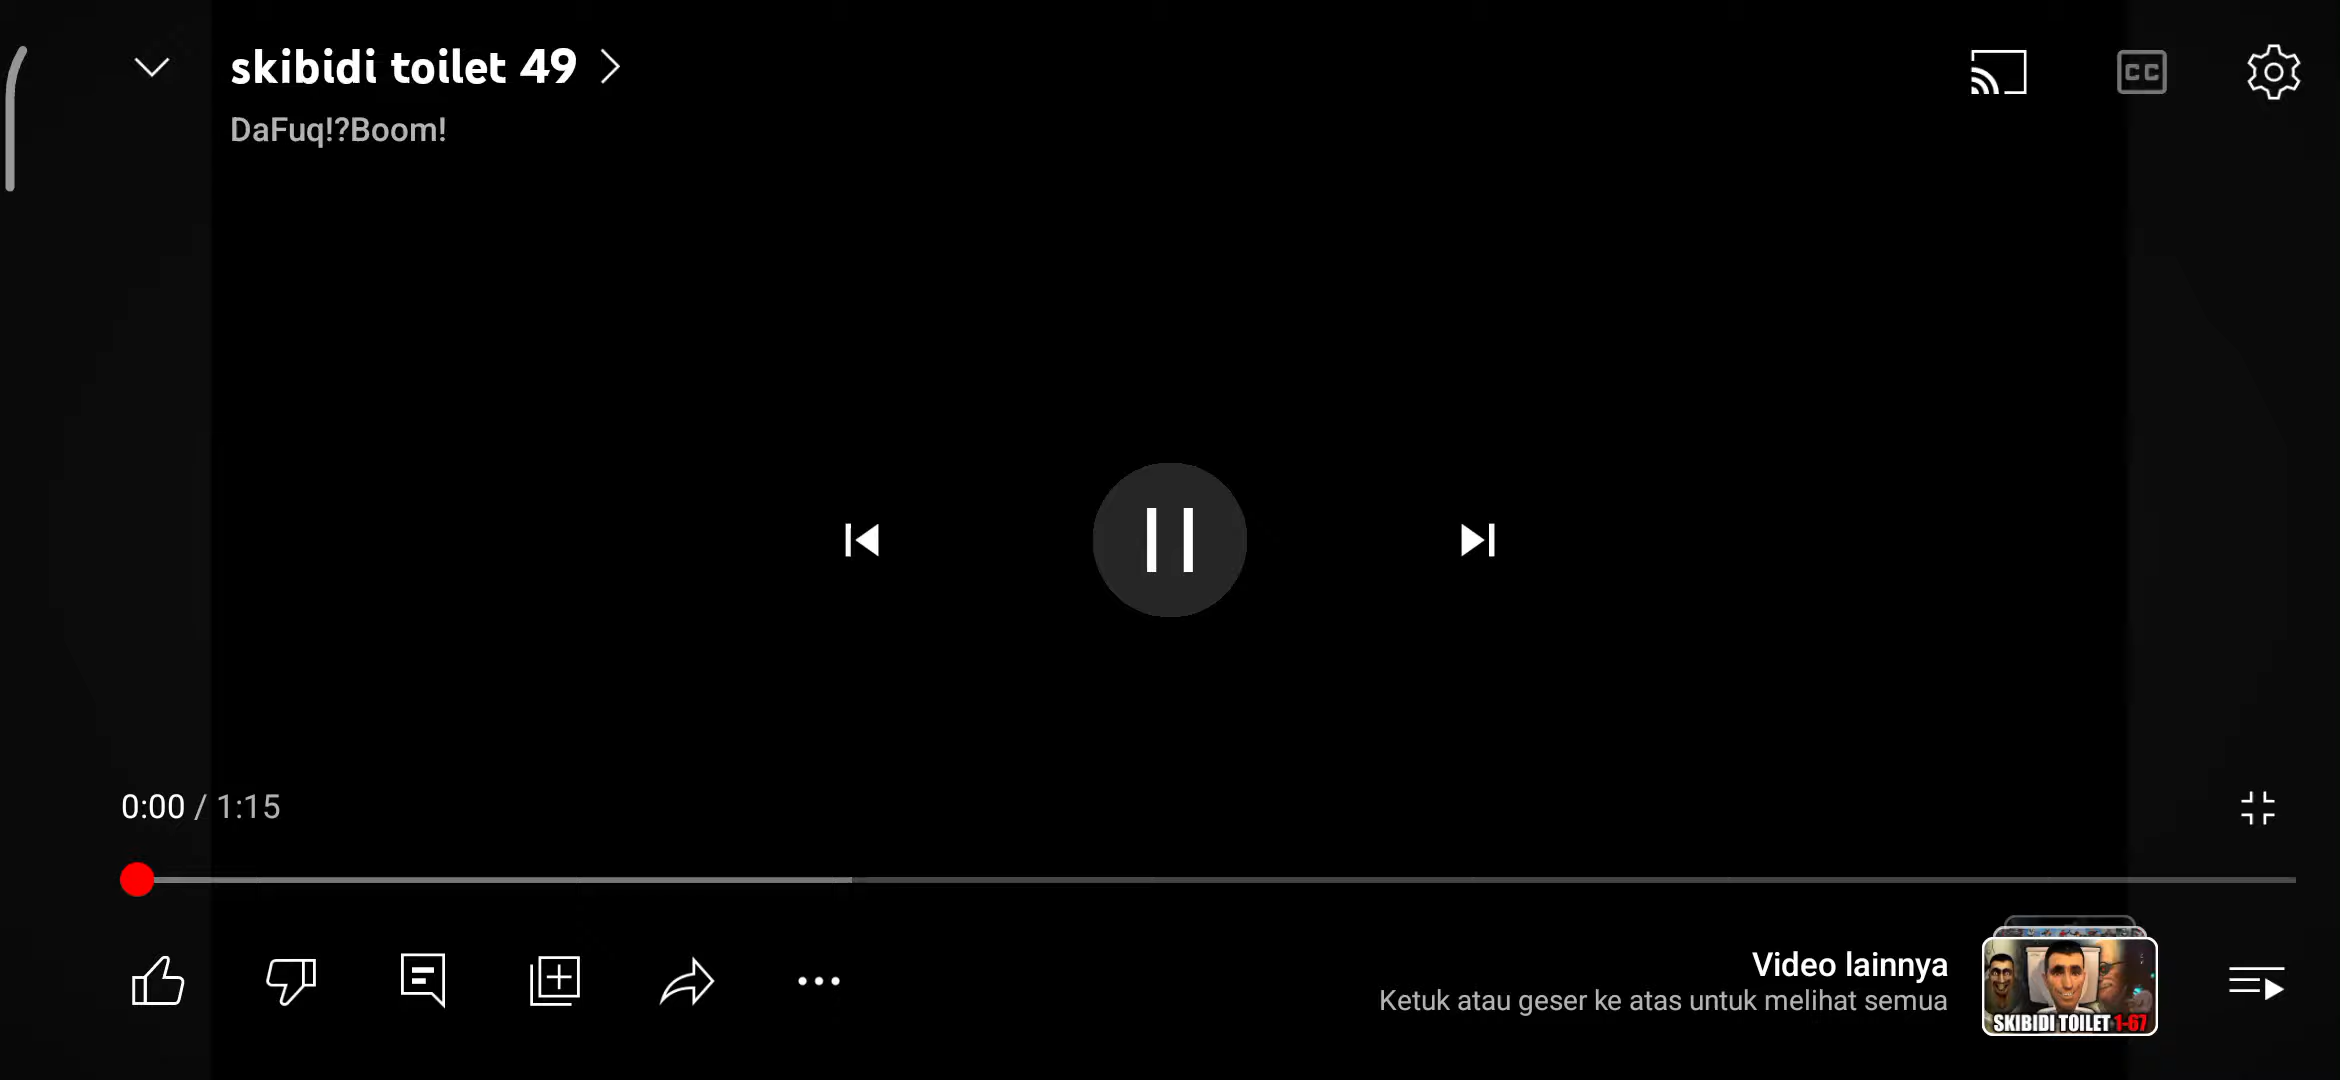 skibidi toilet 49
DaFuq!?Boom!
CC
0:00 / 1:15
Video lainnya
Ketuk atau geser ke atas untuk melihat semua
SKIBIDI TOILET 1-67